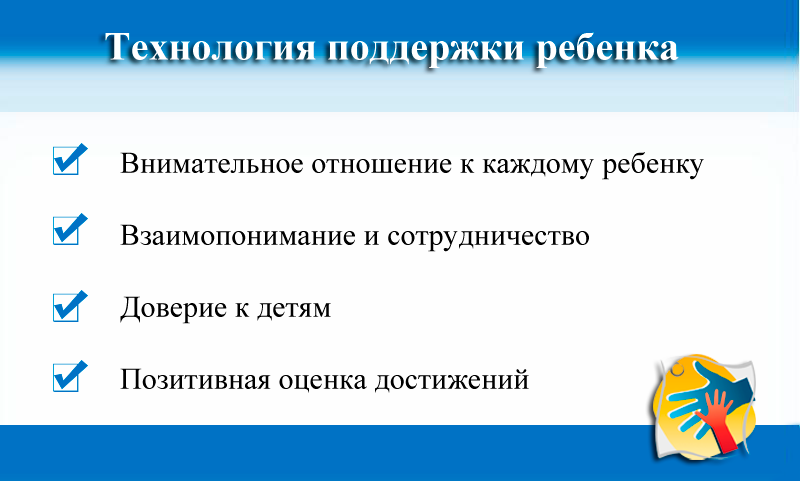 Технология поддержки ребенка
Внимательное отношение к каждому ребенку
Взаимопонимание и сотрудничество
Доверие к детям
Позитивная оценка достижений